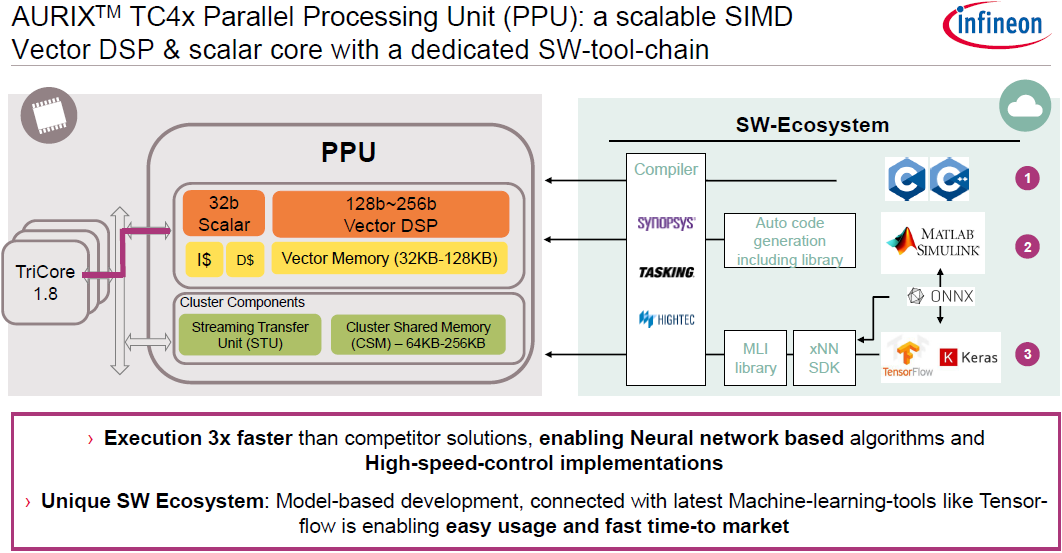 AURIX™ TC4x Parallel Processing Unit (PPU): a scalable SIMD
Vector DSP & scalar core with a dedicated SW-tool-chain
infineon
PPU
32b
Scalar
128b~256b
Vector DSP
I$
D$
Vector Memory (32KB-128KB)
TriCore
1.8
Cluster Components
Streaming Transfer
Unit (STU)
Cluster Shared Memory
(CSM) – 64KB-256KB
SW-Ecosystem
Compiler
SYNOPSYS®
TASKING.
HIGHTEC
C
C++
1
Auto code
generation
including library
MATLAB
SIMULINK
2
ONNX
MLI
library
xNN
SDK
TensorFlow
K Keras
3
› Execution 3x faster than competitor solutions, enabling Neural network based algorithms and
High-speed-control implementations
› Unique SW Ecosystem: Model-based development, connected with latest Machine-learning-tools like Tensor-
flow is enabling easy usage and fast time-to market